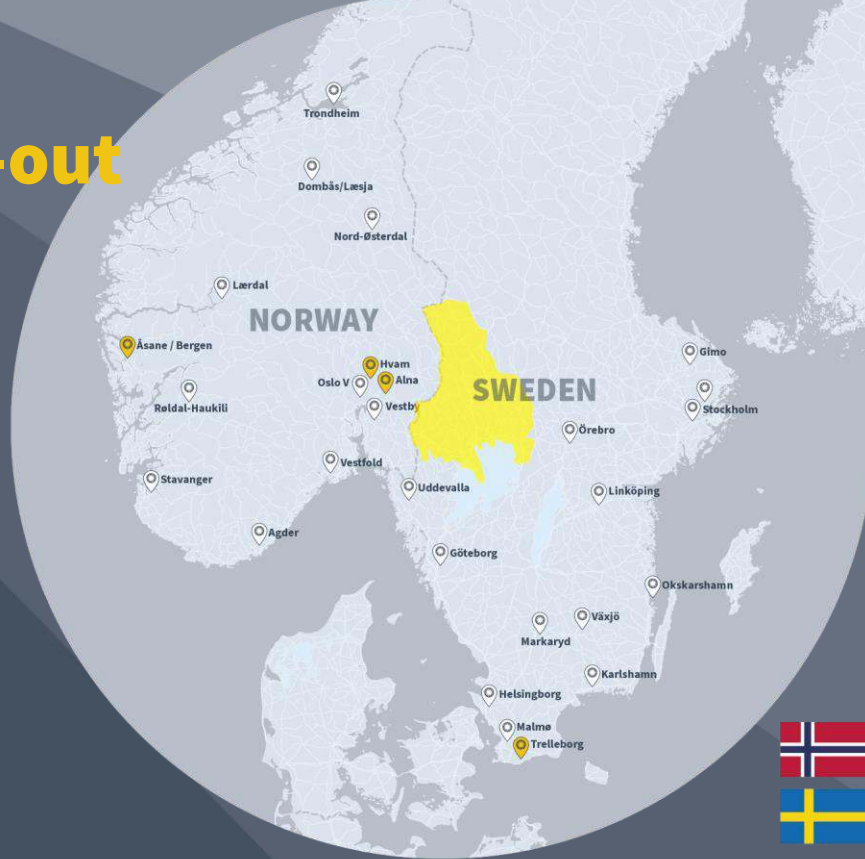 -out
Trondheim
Dombås/Læsja
Nord-Østerdal
Lærdal
NORWAY
Åsane / Bergen
Hvam
Oslo V
Alna
Røldal-Haukili
Vestby
SWEDEN
Gimo
Stockholm
Örebro
Vestfold
Stavanger
Uddevalla
Linköping
Agder
Göteborg
Okskarshamn
Växjö
Markaryd
Karlshamn
Helsingborg
Malmø
Trelleborg